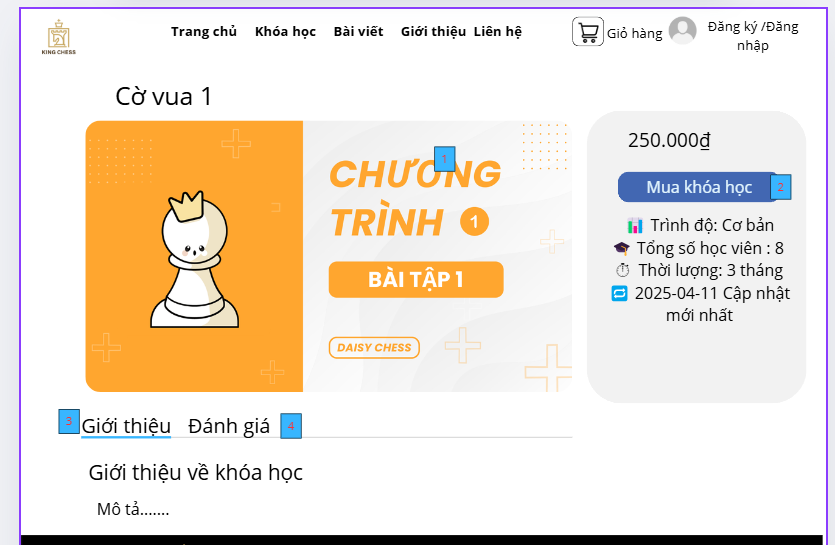 KING CHESS
Trang chủ Khóa học Bài viết Giới thiệu Liên hệ
Giỏ hàng
Đăng ký /Đăng
nhập
Cờ vua 1
CHƯƠNG
TRÌNH 1
BÀI TẬP 1
DAISY CHESS
1
250.000₫
Mua khóa học
2
Trình độ: Cơ bản
Tổng số học viên : 8
Thời lượng: 3 tháng
2025-04-11 Cập nhật
mới nhất
3
Giới thiệu Đánh giá
4
Giới thiệu về khóa học
Mô tả.......